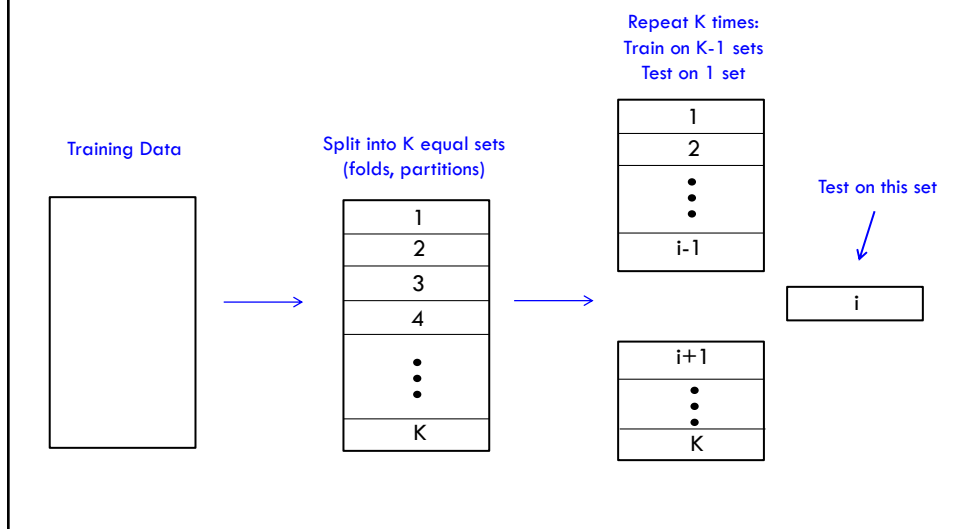 Training Data
Split into K equal sets
(folds, partitions)
1
2
3
4
K
Repeat K times:
Train on K-1 sets
Test on 1 set
1
2
i-1
i+1
K
Test on this set
i